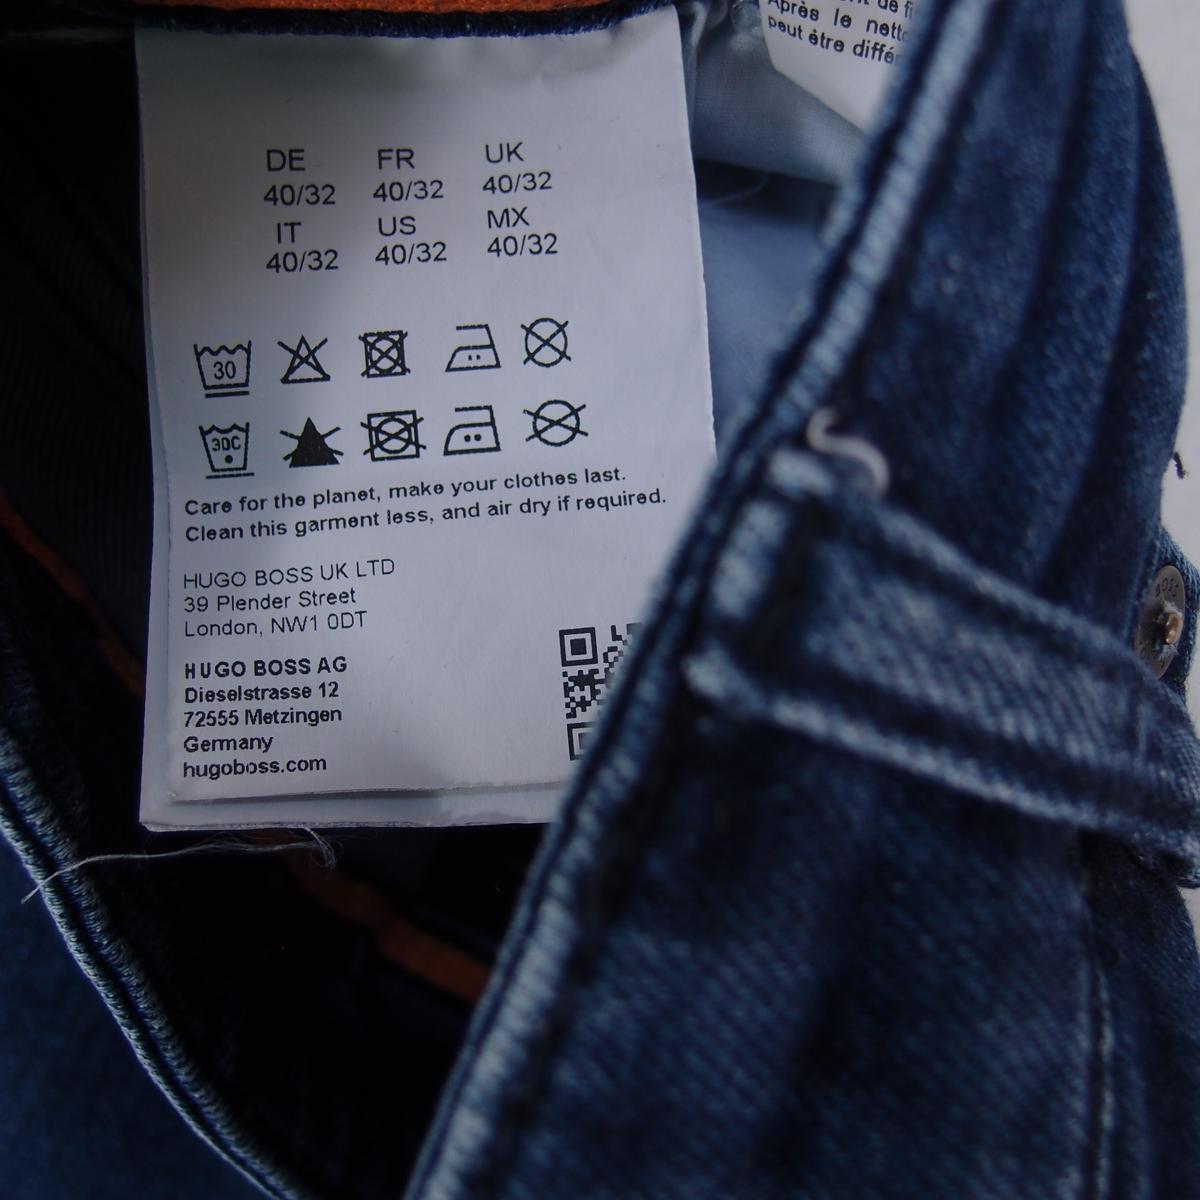 DE FR UK
40/32 40/32 40/32
IT US MX
40/32 40/32 40/32
30
30C
Care for the planet, make your clothes last.
Clean this garment less, and air dry if required.
HUGO BOSS UK LTD
39 Plender Street
London, NW1 0DT
HUGO BOSS AG
Dieselstrasse 12
72555 Metzingen
Germany
hugoboss.com
de
Après le
peut être
BOSS